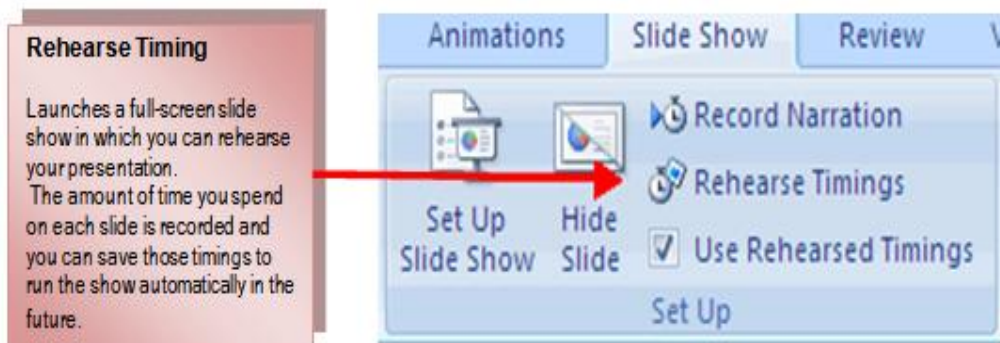 Rehearse Timing
Launches a full-screen slide
show in which you can rehearse
your presentation.
The amount of time you spend
on each slide is recorded and
you can save those timings to
run the show automatically in the
future.
Animations Slide Show Review
Record Narration
Rehearse Timings
Set Up
Slide Show
Hide
Slide
Use Rehearsed Timings
Set Up